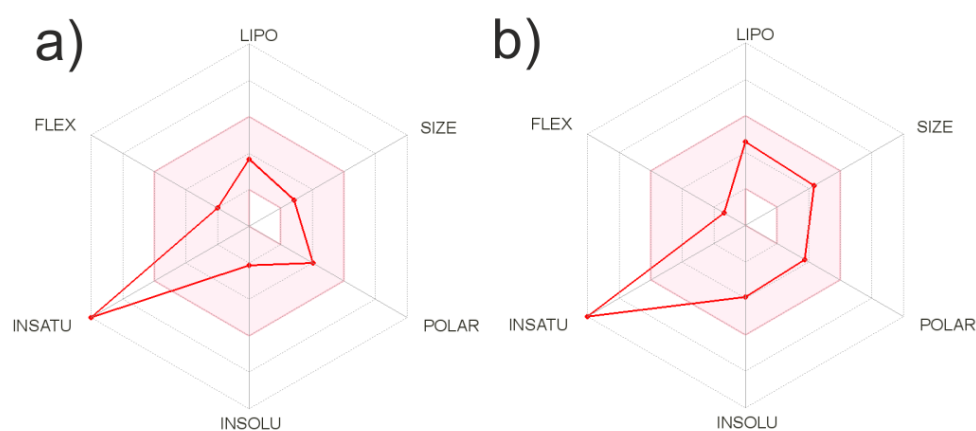 a)
LIPO
FLEX
SIZE
INSATU
POLAR
INSOLU
b)
LIPO
FLEX
SIZE
INSATU
POLAR
INSOLU